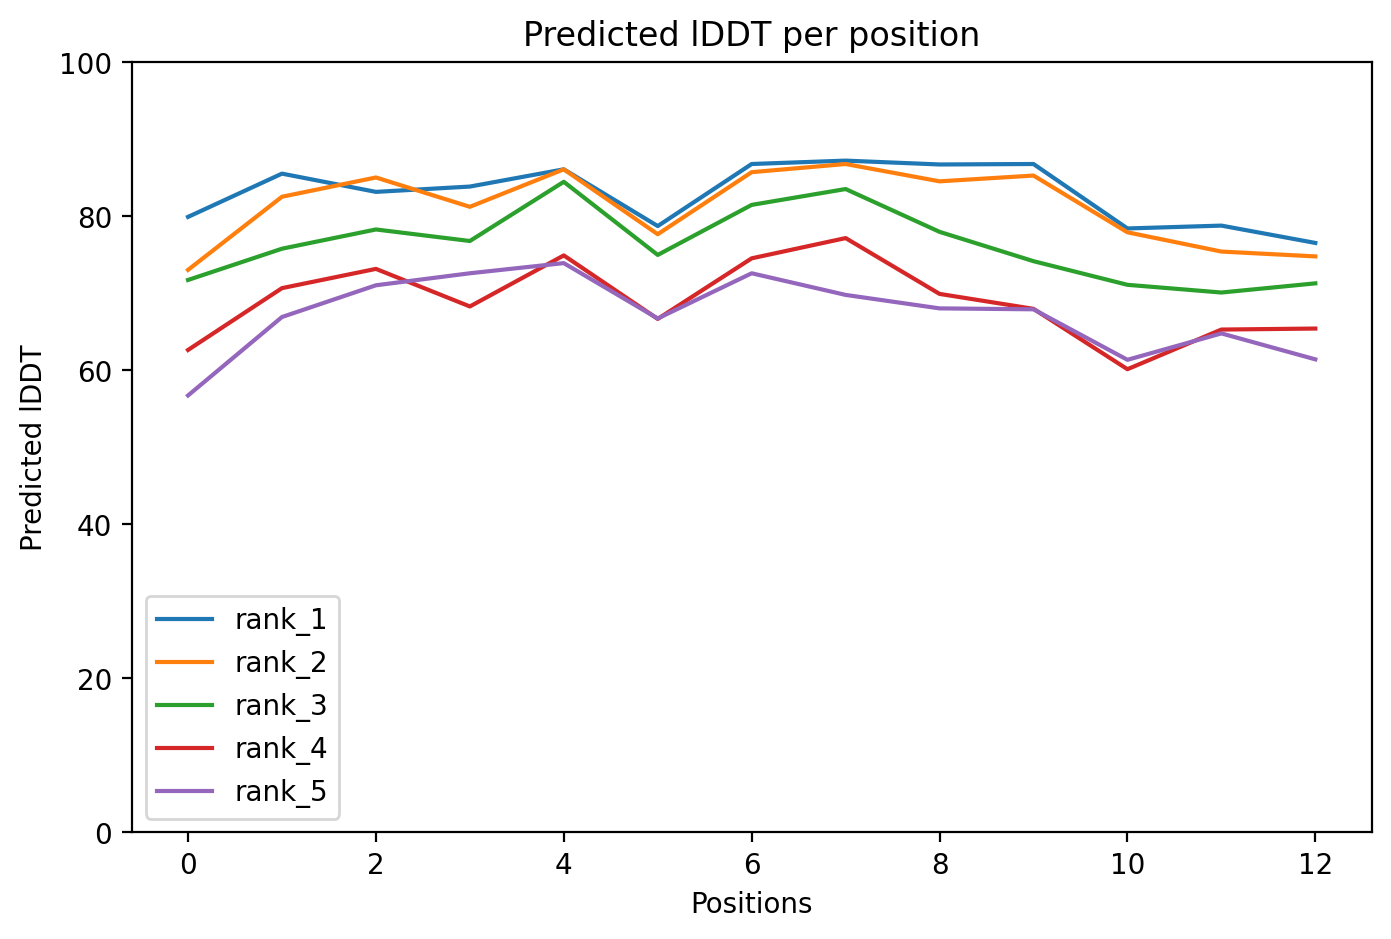 Predicted lDDT per position
100
80
60
40
20
0
Predicted lDDT
rank_1
rank_2
rank_3
rank_4
rank_5
0 2 4 6 8 10 12
Positions